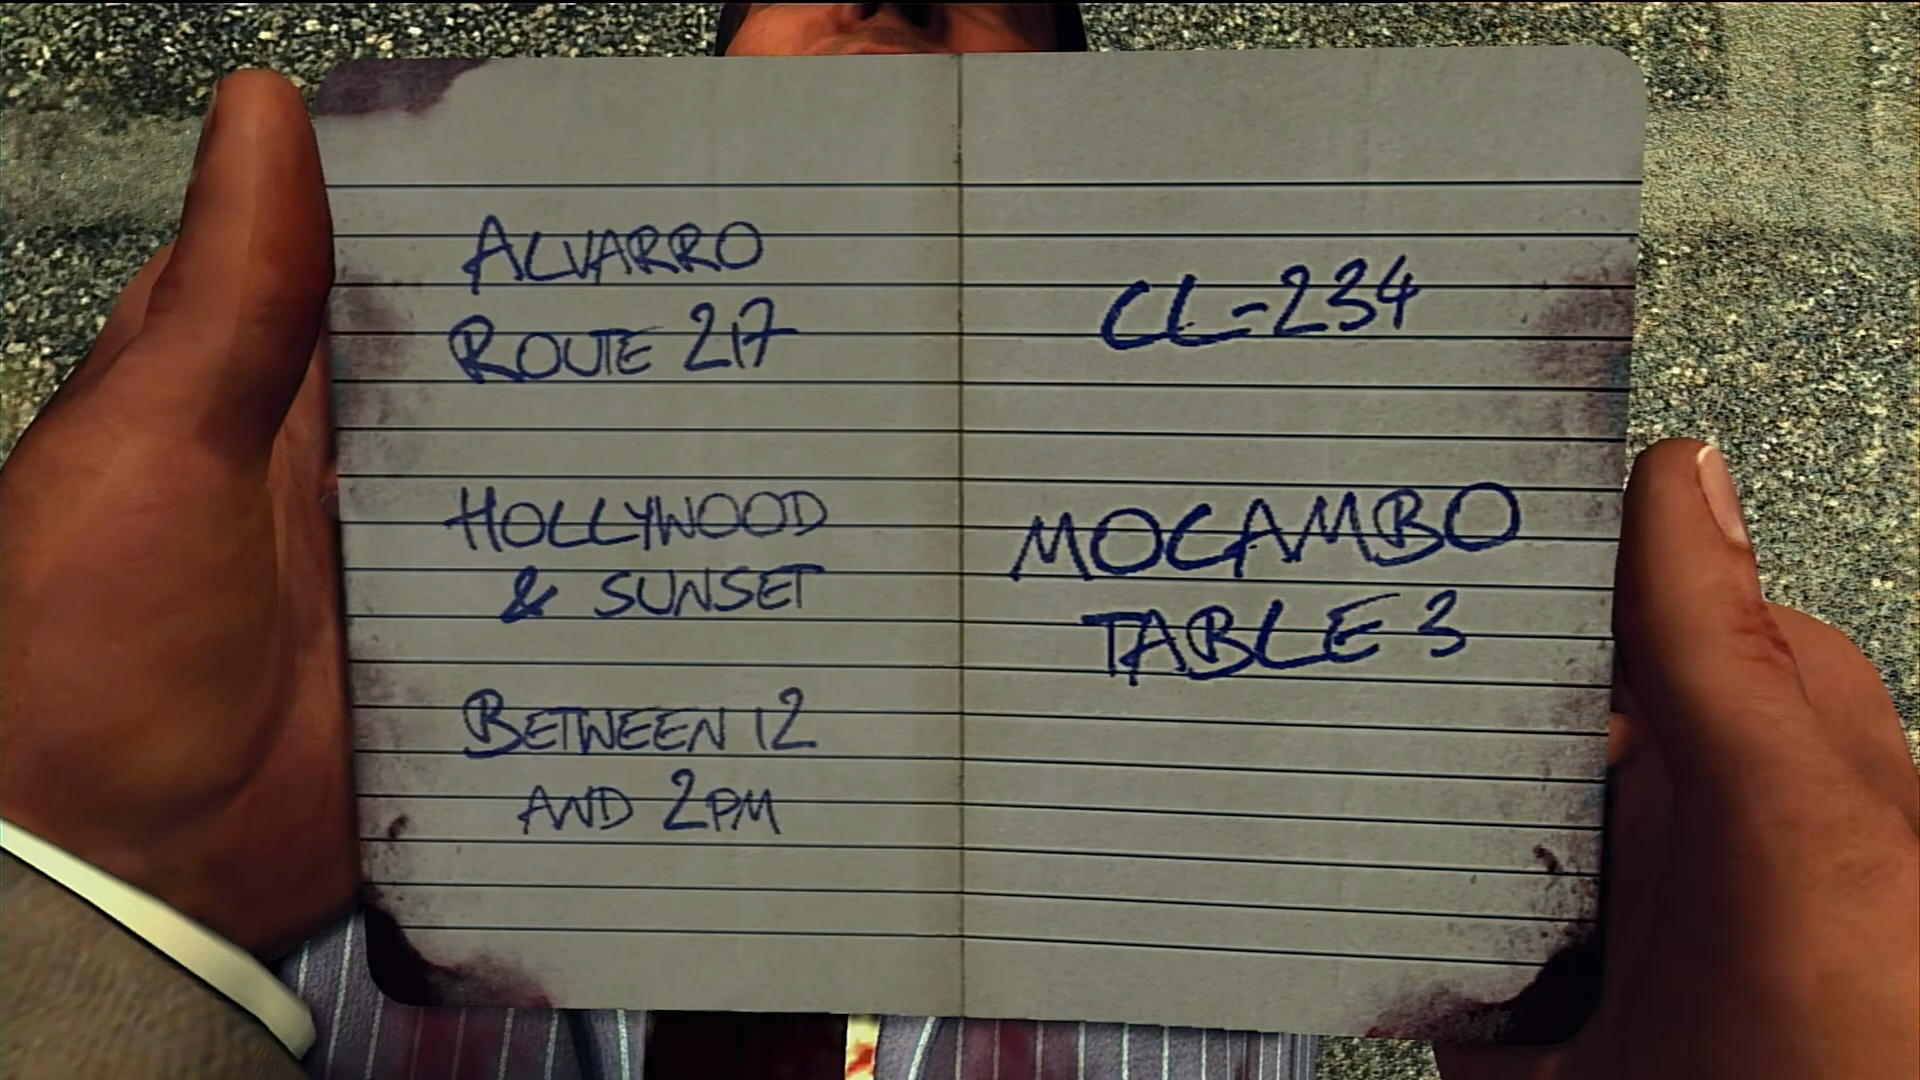 ALVARRO
ROUTE 217
HOLLYWOOD
& SUNSET
BETWEEN 12
AND 2PM
CL-234
MOCAMBO
TABLE 3